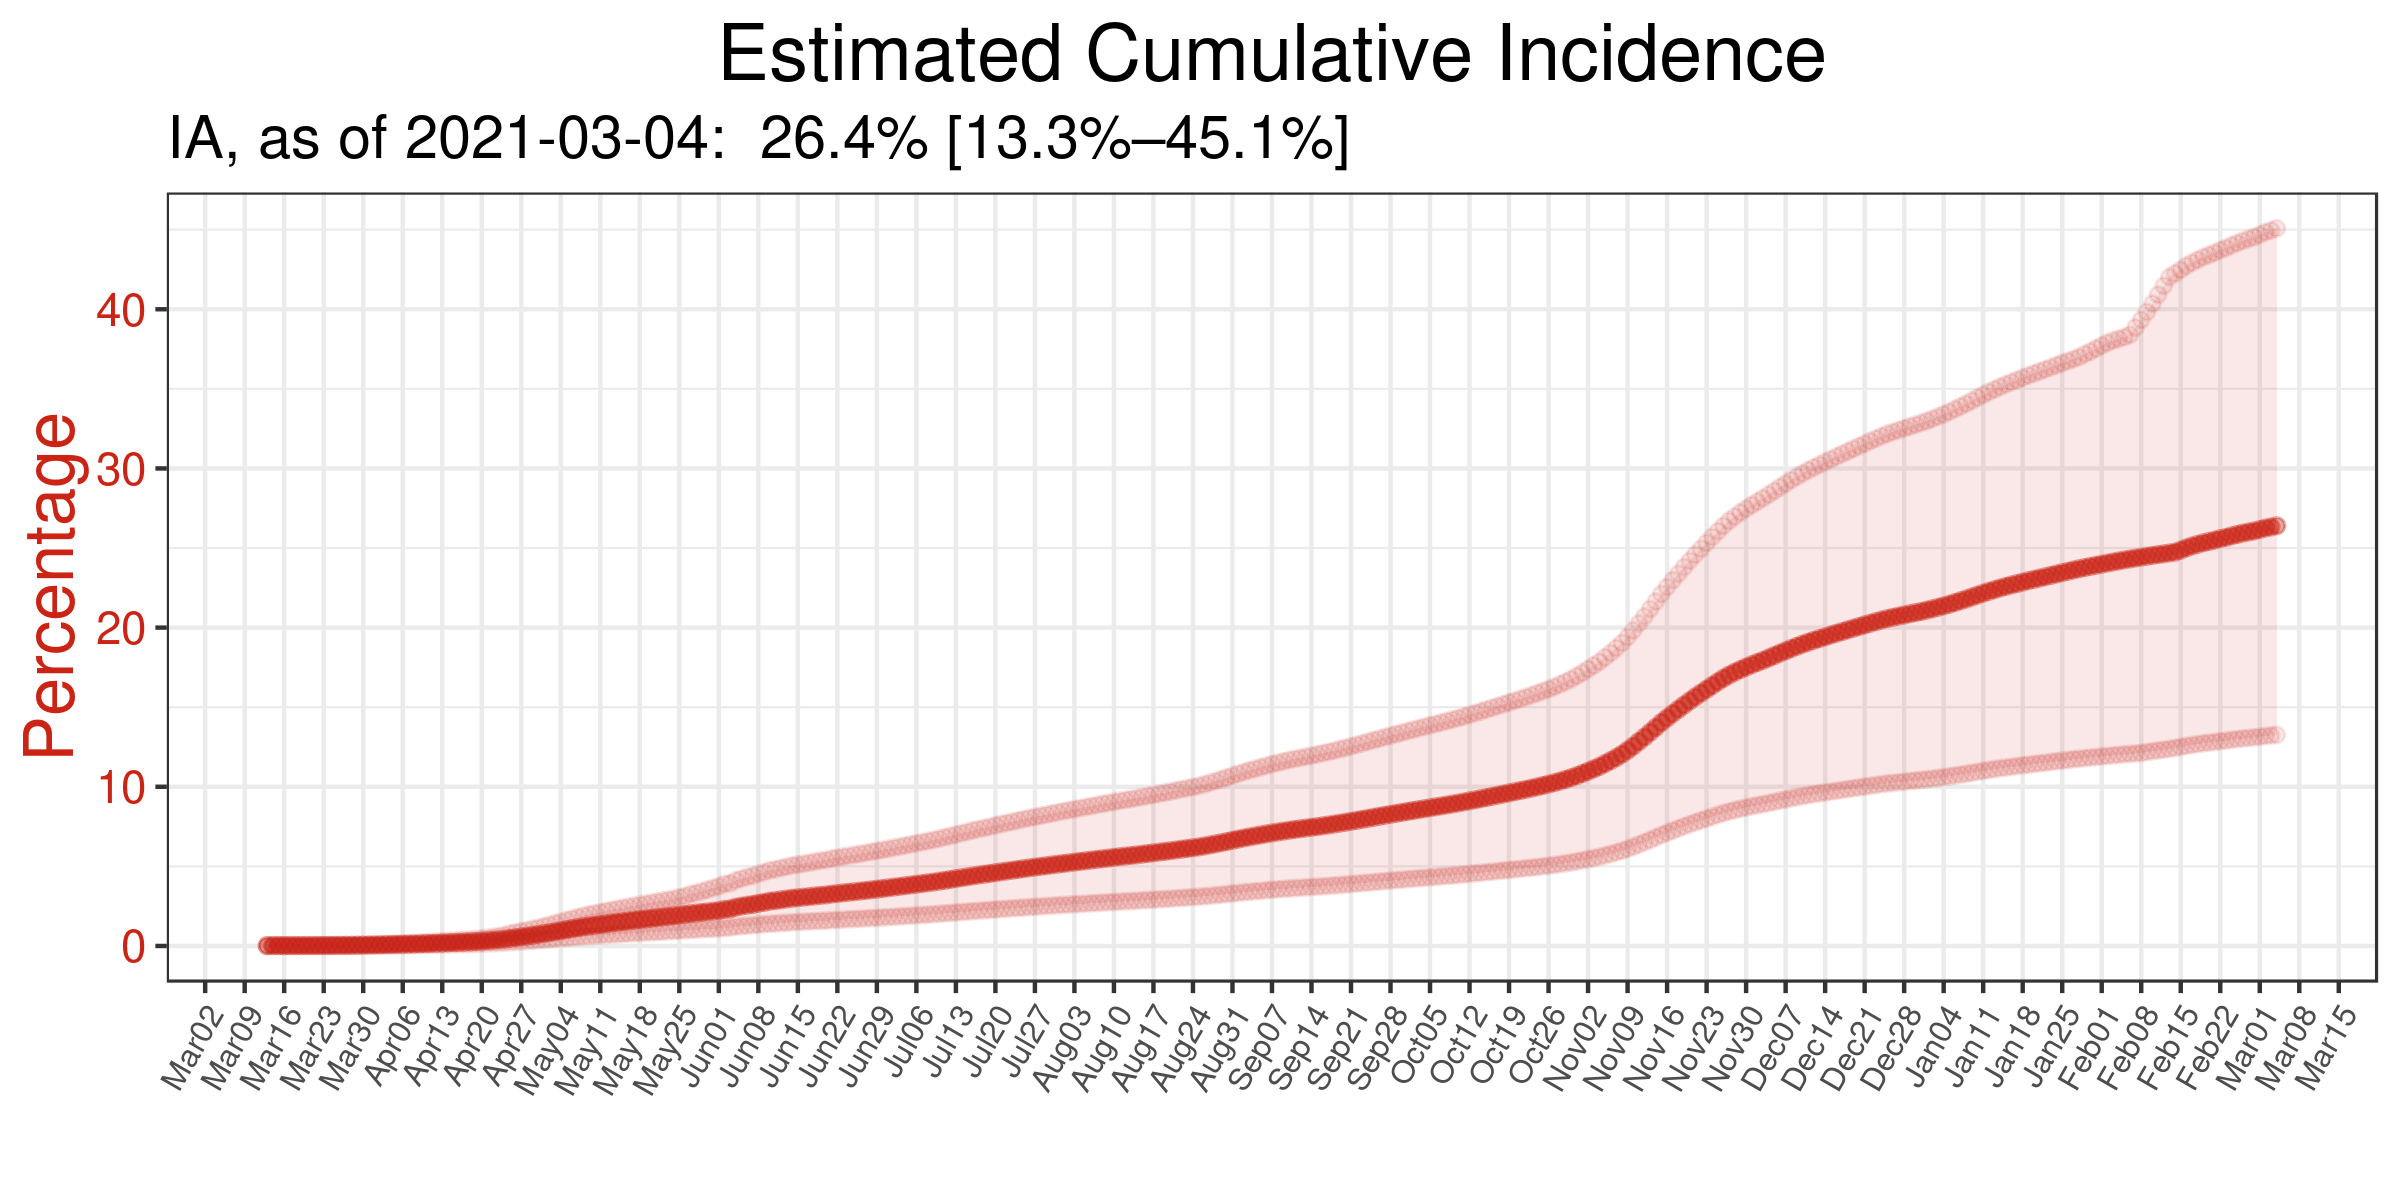 Estimated Cumulative Incidence
IA, as of 2021-03-04:  26.4% [13.3%–45.1%]
Percentage
40
30
20
10
0
Mar02
Mar09
Mar16
Mar23
Mar30
Apr06
Apr13
Apr20
Apr27
May04
May11
May18
May25
Jun01
Jun08
Jun15
Jun22
Jun29
Jul06
Jul13
Jul20
Jul27
Aug03
Aug10
Aug17
Aug24
Aug31
Sep07
Sep14
Sep21
Sep28
Oct05
Oct12
Oct19
Oct26
Nov02
Nov09
Nov16
Nov23
Nov30
Dec07
Dec14
Dec21
Dec28
Jan04
Jan11
Jan18
Jan25
Feb01
Feb08
Feb15
Feb22
Mar01
Mar08
Mar15